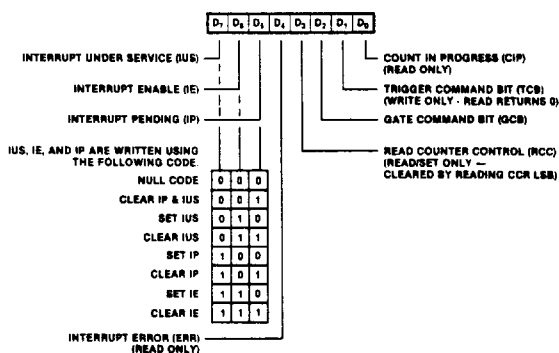 D7 D6 D5 D4 D3 D2 D1 D0
INTERRUPT UNDER SERVICE (IUS)
COUNT IN PROGRESS (CIP)
(READ ONLY)
INTERRUPT ENABLE (IE)
TRIGGER COMMAND BIT (TCB)
(WRITE ONLY - READ RETURNS 0)
INTERRUPT PENDING (IP)
GATE COMMAND BIT (GCB)
IUS, IE, AND IP ARE WRITTEN USING
THE FOLLOWING CODE.
READ COUNTER CONTROL (RCC)
(READ/SET ONLY —
CLEARED BY READING CCR LSB)
NULL CODE 0 0 0
CLEAR IP & IUS 0 0 1
SET IUS 0 1 0
CLEAR IUS 0 1 1
SET IP 1 0 0
CLEAR IP 1 0 1
SET IE 1 1 0
CLEAR IE 1 1 1
INTERRUPT ERROR (ERR)
(READ ONLY)